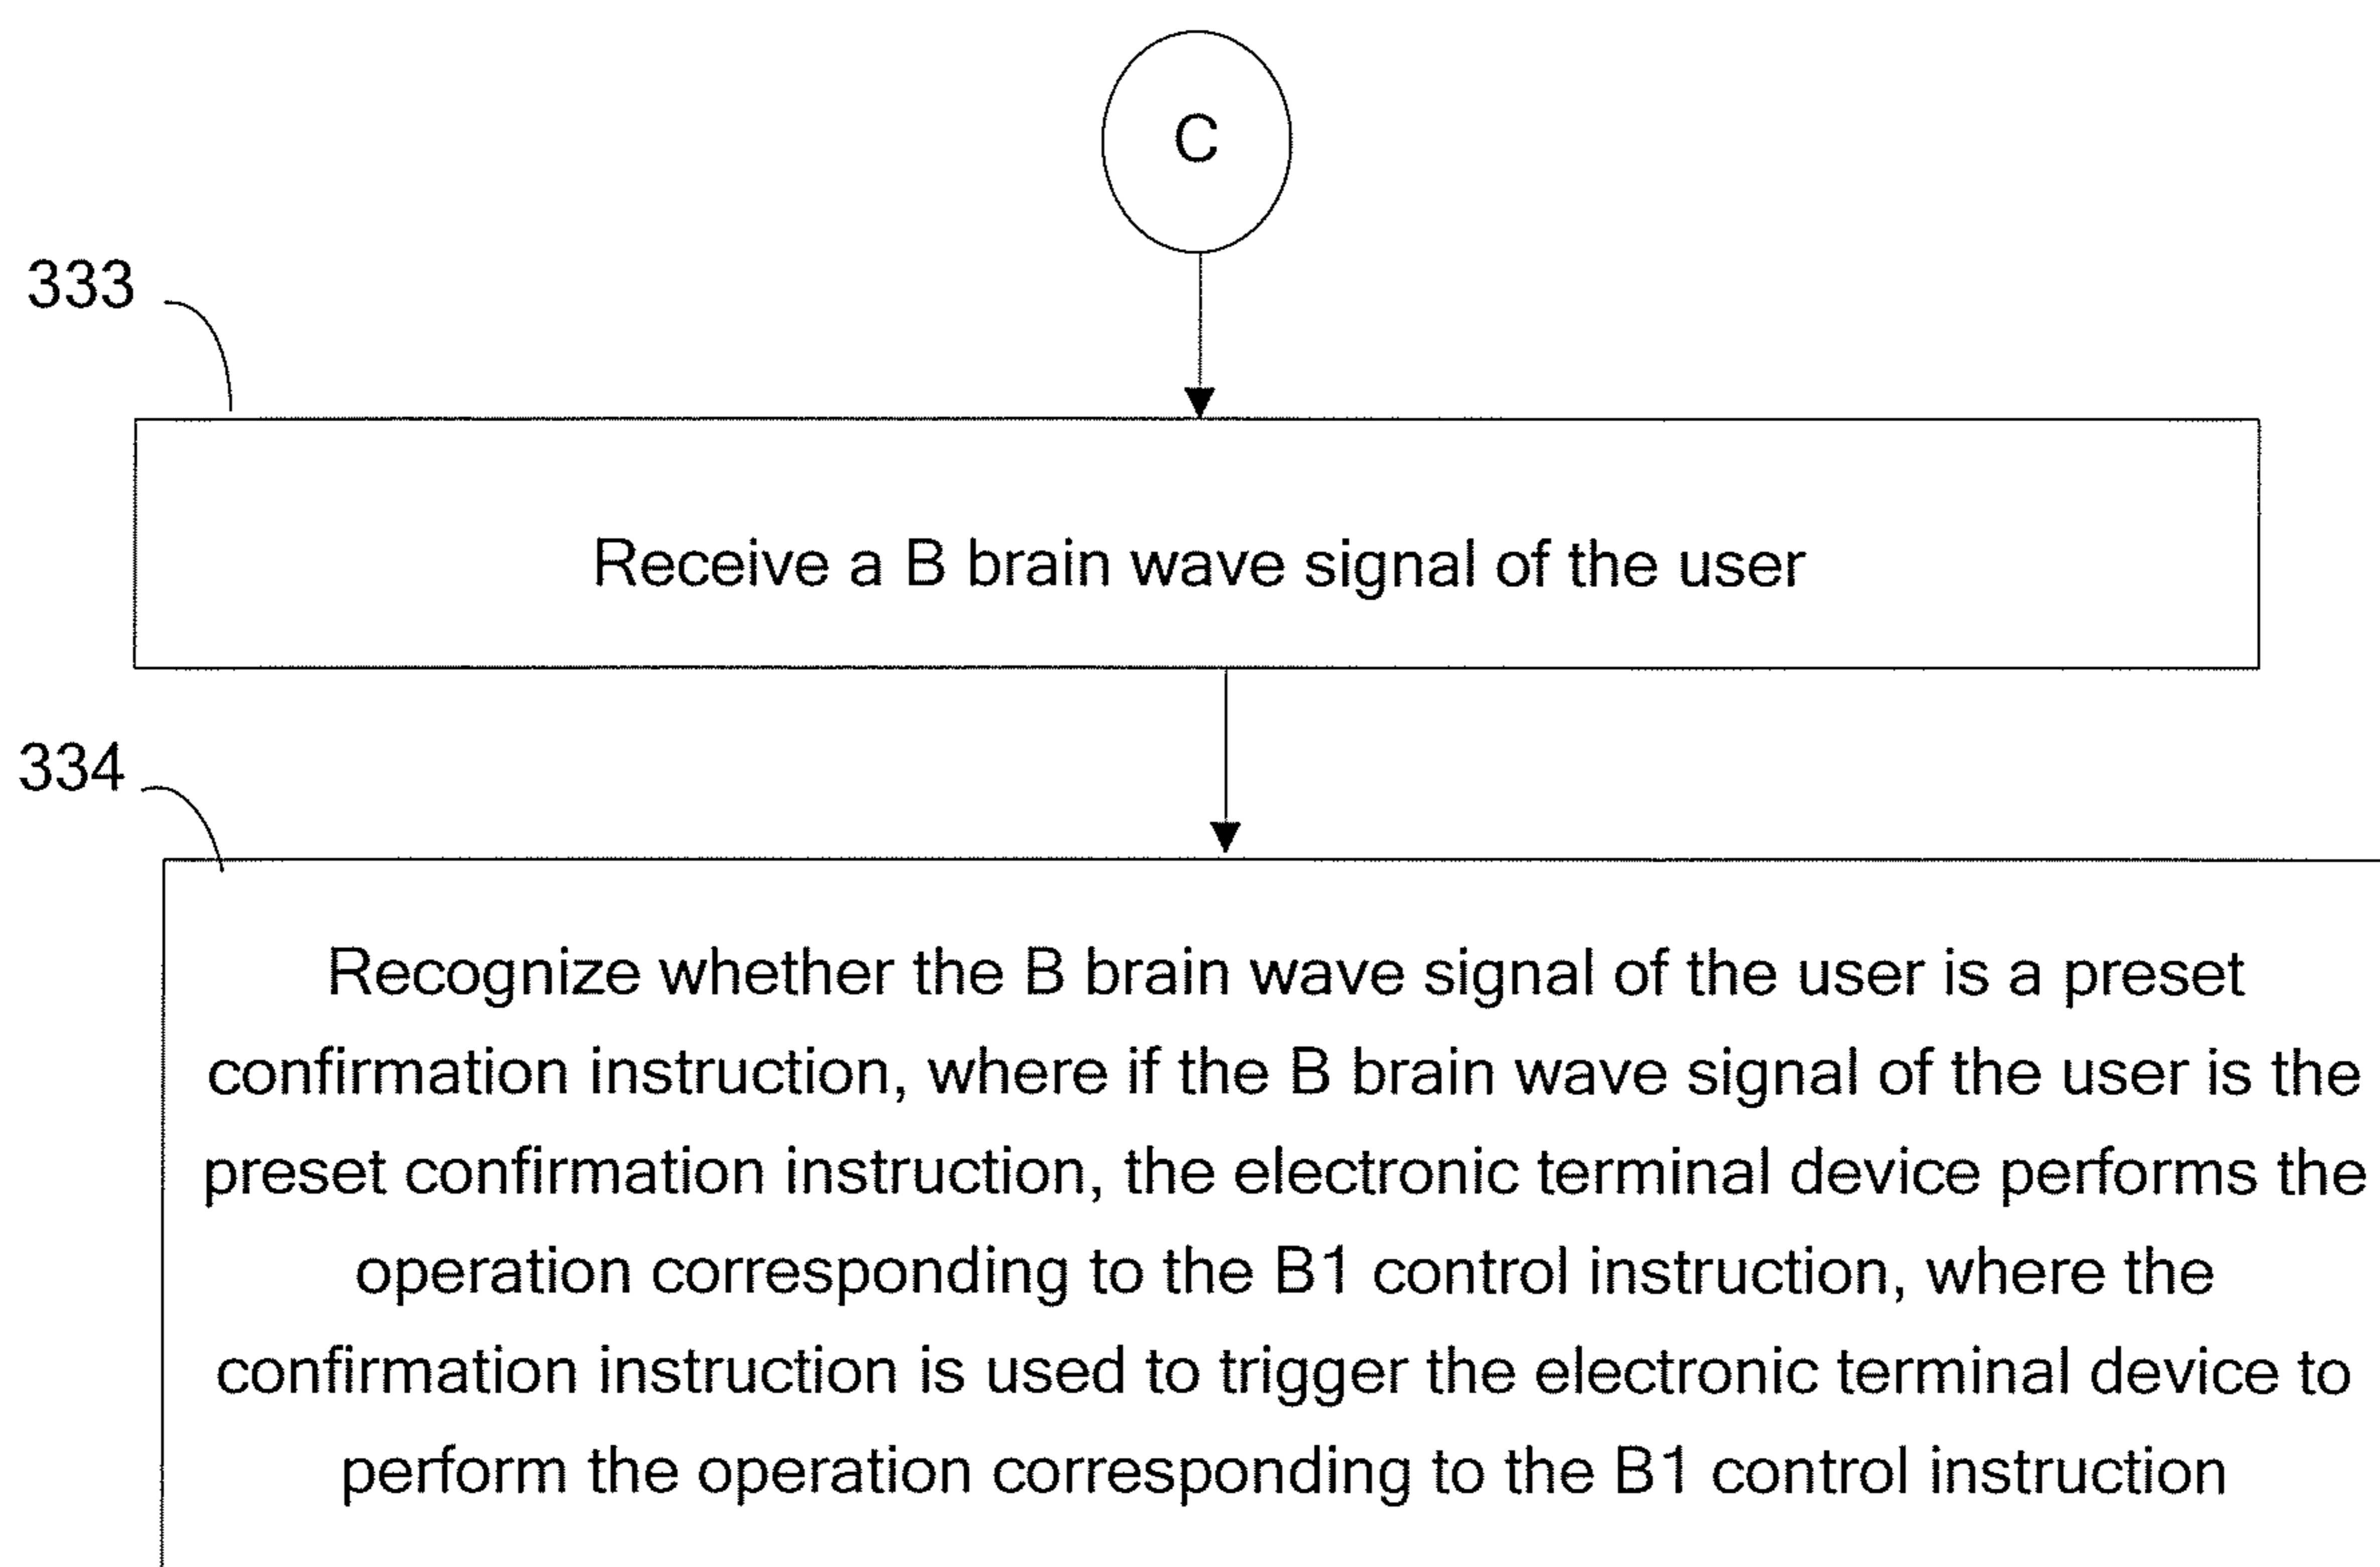 C
333
Receive a B brain wave signal of the user
334
Recognize whether the B brain wave signal of the user is a preset
confirmation instruction, where if the B brain wave signal of the user is the
preset confirmation instruction, the electronic terminal device performs the
operation corresponding to the B1 control instruction, where the
confirmation instruction is used to trigger the electronic terminal device to
perform the operation corresponding to the B1 control instruction